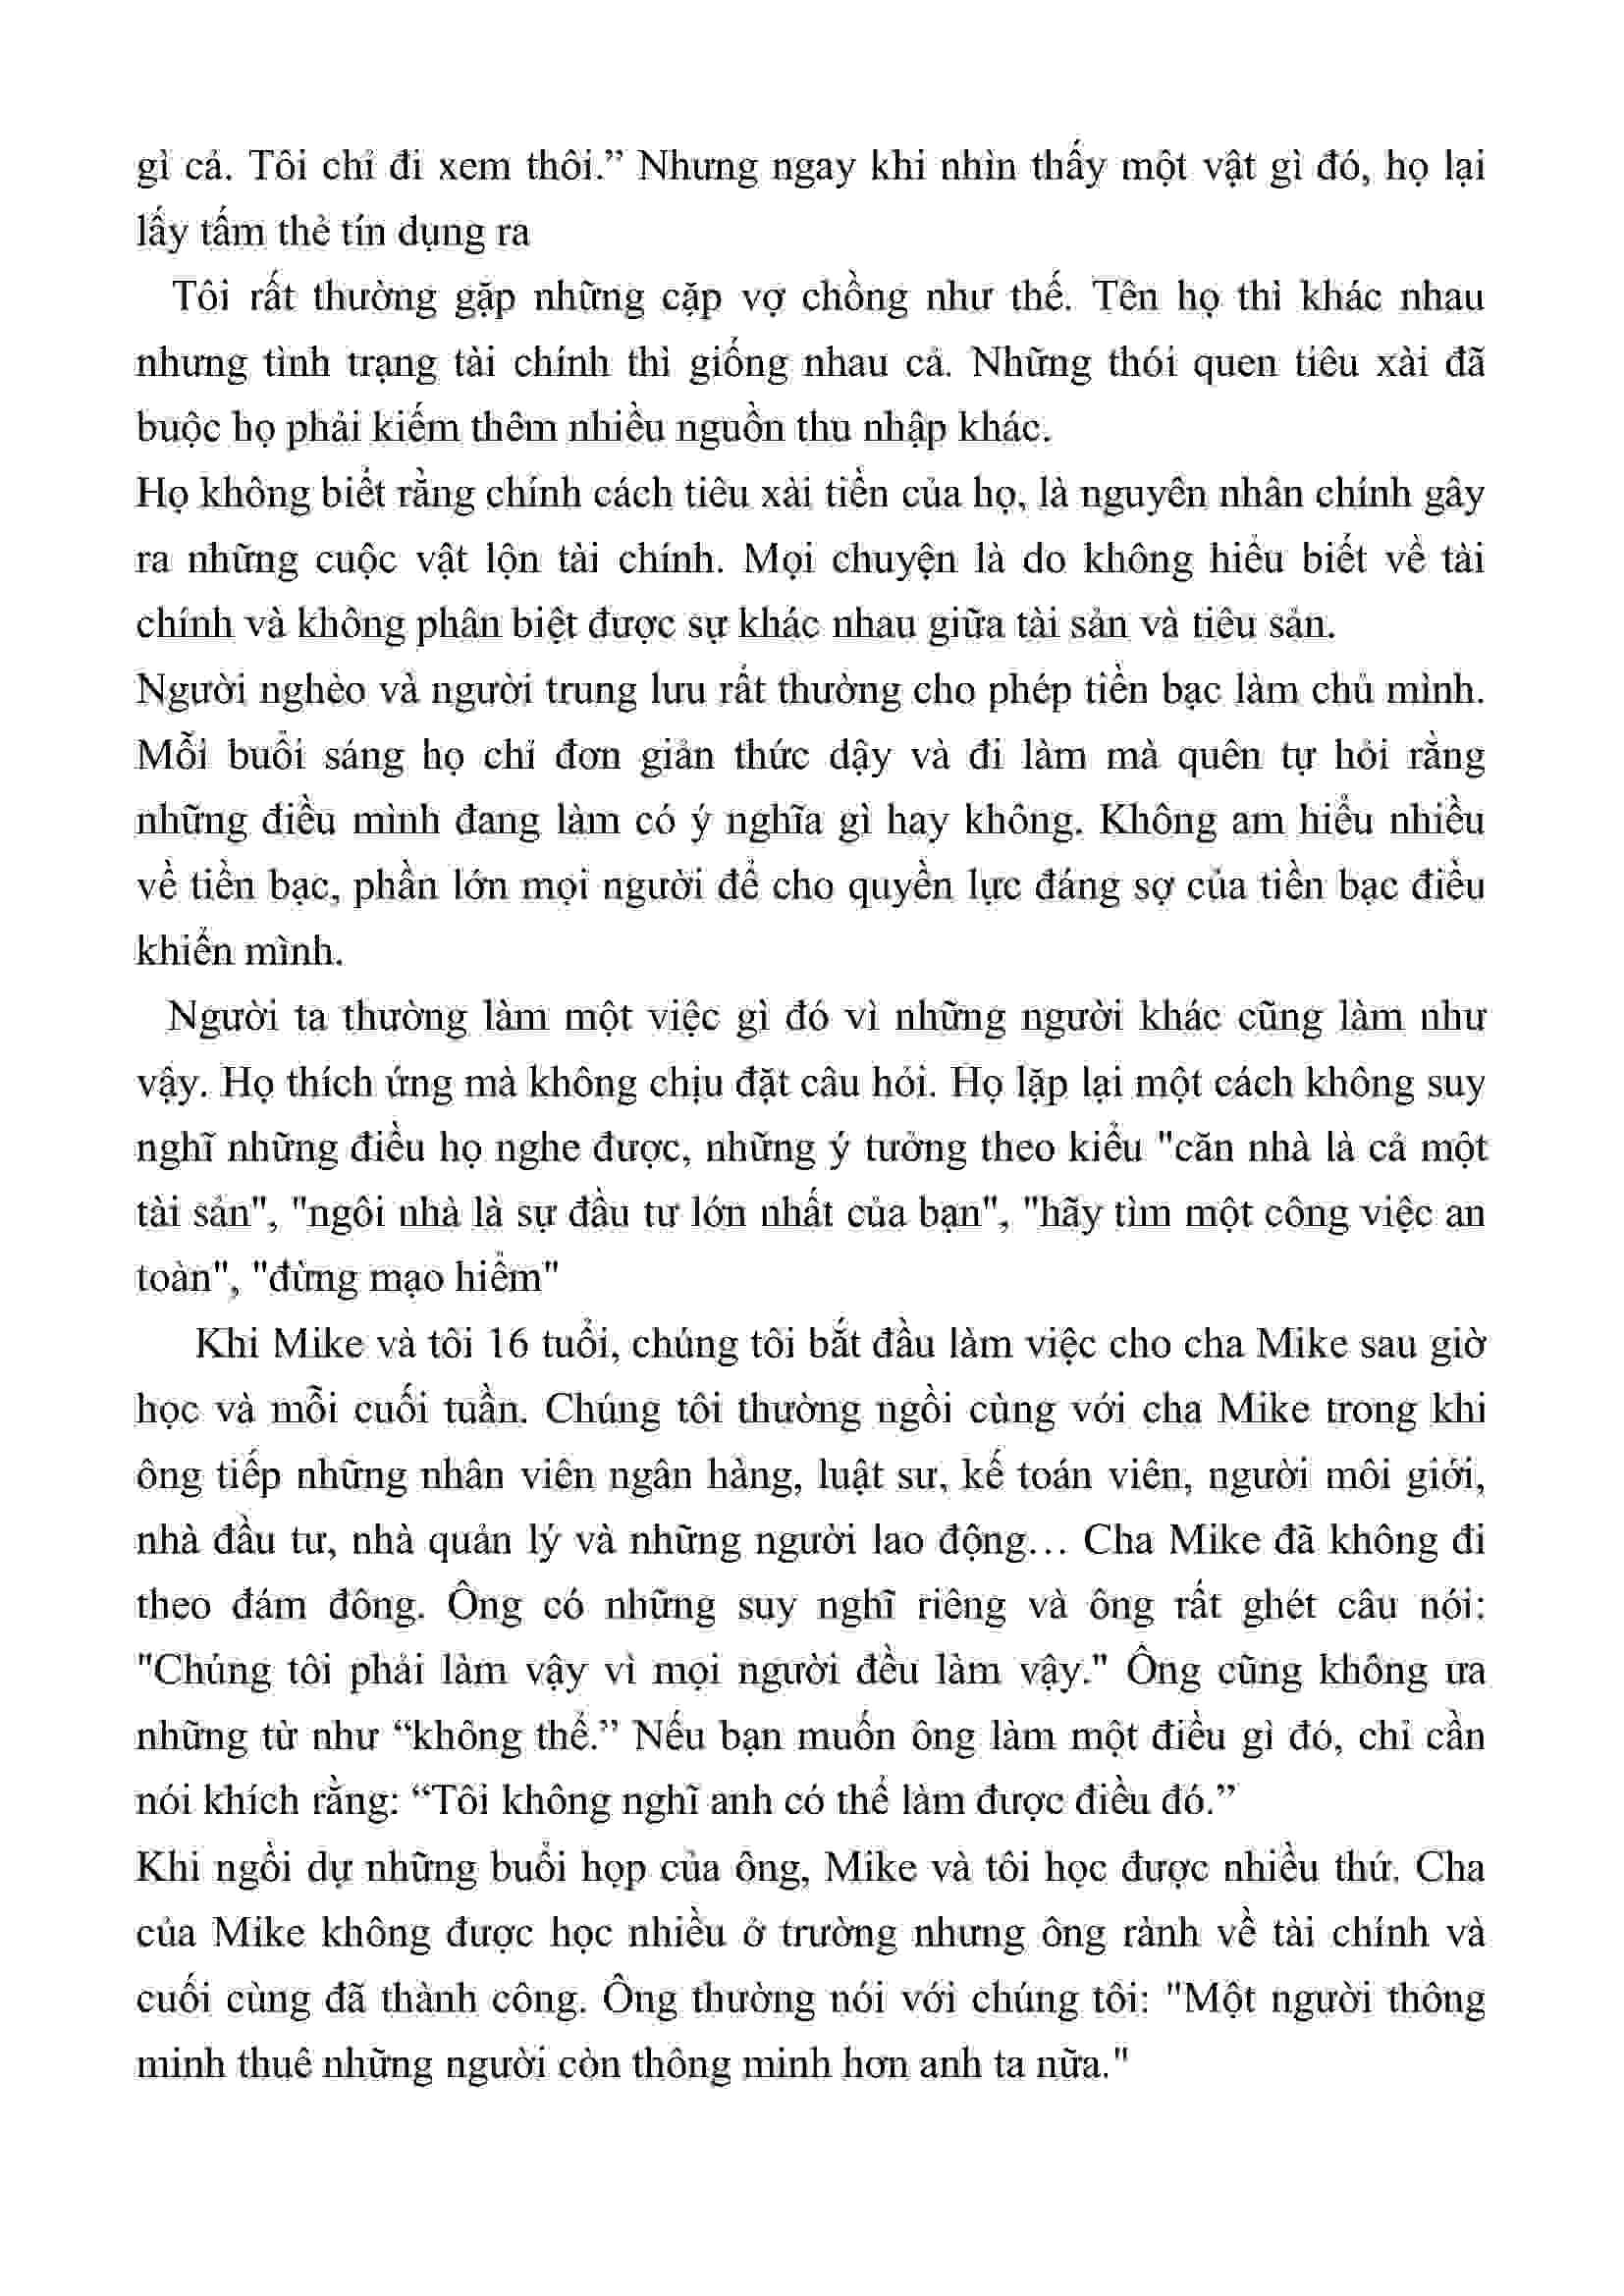 gì cả. Tôi chỉ đi xem thôi.” Nhưng ngay khi nhìn thấy một vật gì đó, họ lại
lấy tấm thẻ tín dụng ra
Tôi rất thường gặp những cặp vợ chồng như thế. Tên họ thì khác nhau
nhưng tình trạng tài chính thì giống nhau cả. Những thói quen tiêu xài đã
buộc họ phải kiếm thêm nhiều nguồn thu nhập khác.
Họ không biết rằng chính cách tiêu xài tiền của họ, là nguyên nhân chính gây
ra những cuộc vật lộn tài chính. Mọi chuyện là do không hiểu biết về tài
chính và không phân biệt được sự khác nhau giữa tài sản và tiêu sản.
Người nghèo và người trung lưu rất thường cho phép tiền bạc làm chủ mình.
Mỗi buổi sáng họ chỉ đơn giản thức dậy và đi làm mà quên tự hỏi rằng
những điều mình đang làm có ý nghĩa gì hay không. Không am hiểu nhiều
về tiền bạc, phần lớn mọi người để cho quyền lực đáng sợ của tiền bạc điều
khiển mình.
Người ta thường làm một việc gì đó vì những người khác cũng làm như
vậy. Họ thích ứng mà không chịu đặt câu hỏi. Họ lặp lại một cách không suy
nghĩ những điều họ nghe được, những ý tưởng theo kiểu "căn nhà là cả một
tài sản", "ngôi nhà là sự đầu tư lớn nhất của bạn", "hãy tìm một công việc an
toàn", "đừng mạo hiểm"
Khi Mike và tôi 16 tuổi, chúng tôi bắt đầu làm việc cho cha Mike sau giờ
học và mỗi cuối tuần. Chúng tôi thường ngồi cùng với cha Mike trong khi
ông tiếp những nhân viên ngân hàng, luật sư, kế toán viên, người môi giới,
nhà đầu tư, nhà quản lý và những người lao động… Cha Mike đã không đi
theo đám đông. Ông có những suy nghĩ riêng và ông rất ghét câu nói:
"Chúng tôi phải làm vậy vì mọi người đều làm vậy." Ông cũng không ưa
những từ như “không thể.” Nếu bạn muốn ông làm một điều gì đó, chỉ cần
nói khích rằng: “Tôi không nghĩ anh có thể làm được điều đó.”
Khi ngồi dự những buổi họp của ông, Mike và tôi học được nhiều thứ. Cha
của Mike không được học nhiều ở trường nhưng ông rành về tài chính và
cuối cùng đã thành công. Ông thường nói với chúng tôi: "Một người thông
minh thuê những người còn thông minh hơn anh ta nữa."